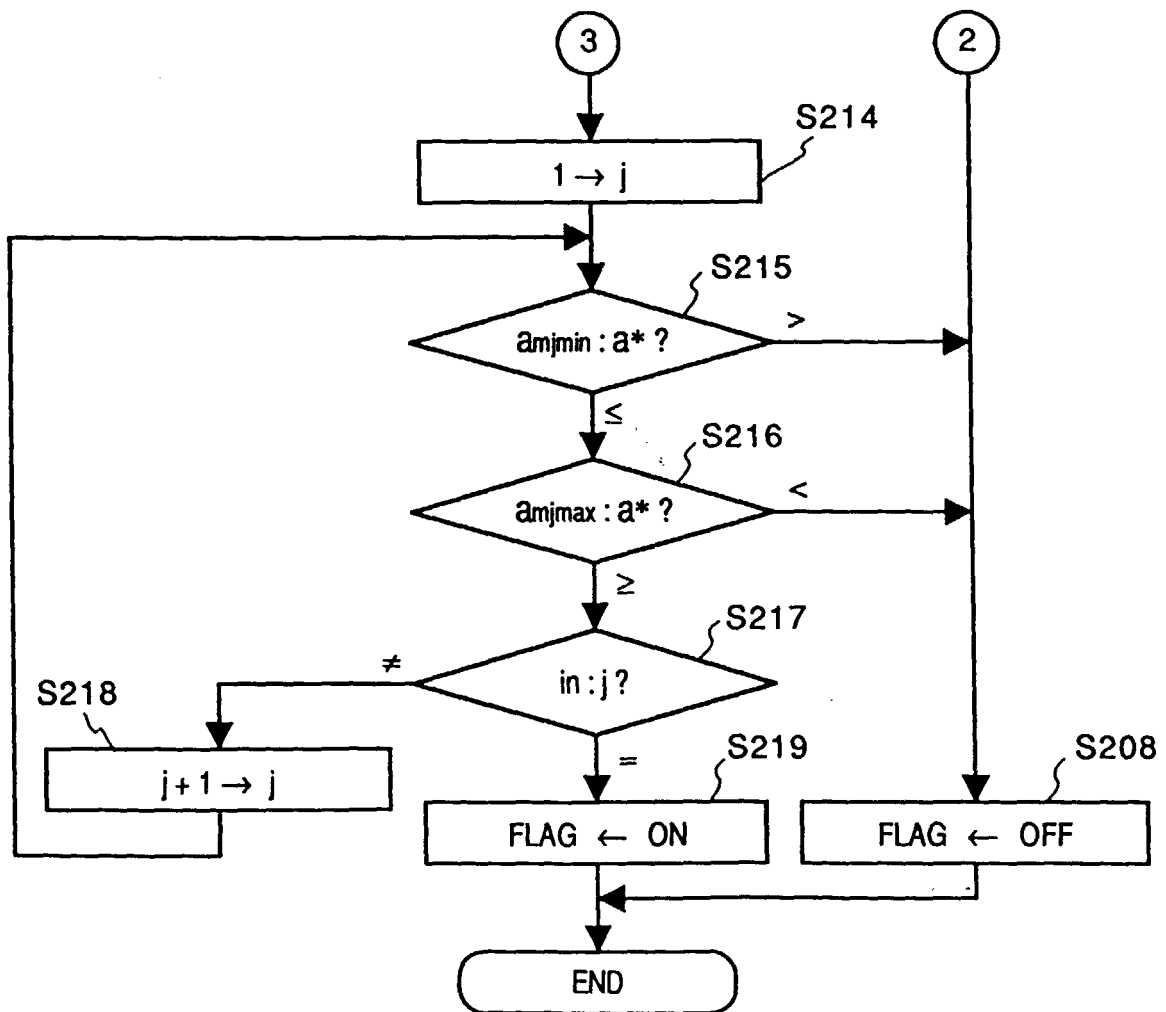 3
2
S214
1 → j
S215
amjmin : a* ?
>
≤
S216
amjmax : a* ?
<
≥
S217
in : j ?
≠
S218
j + 1 → j
=
S219
FLAG ← ON
S208
FLAG ← OFF
END